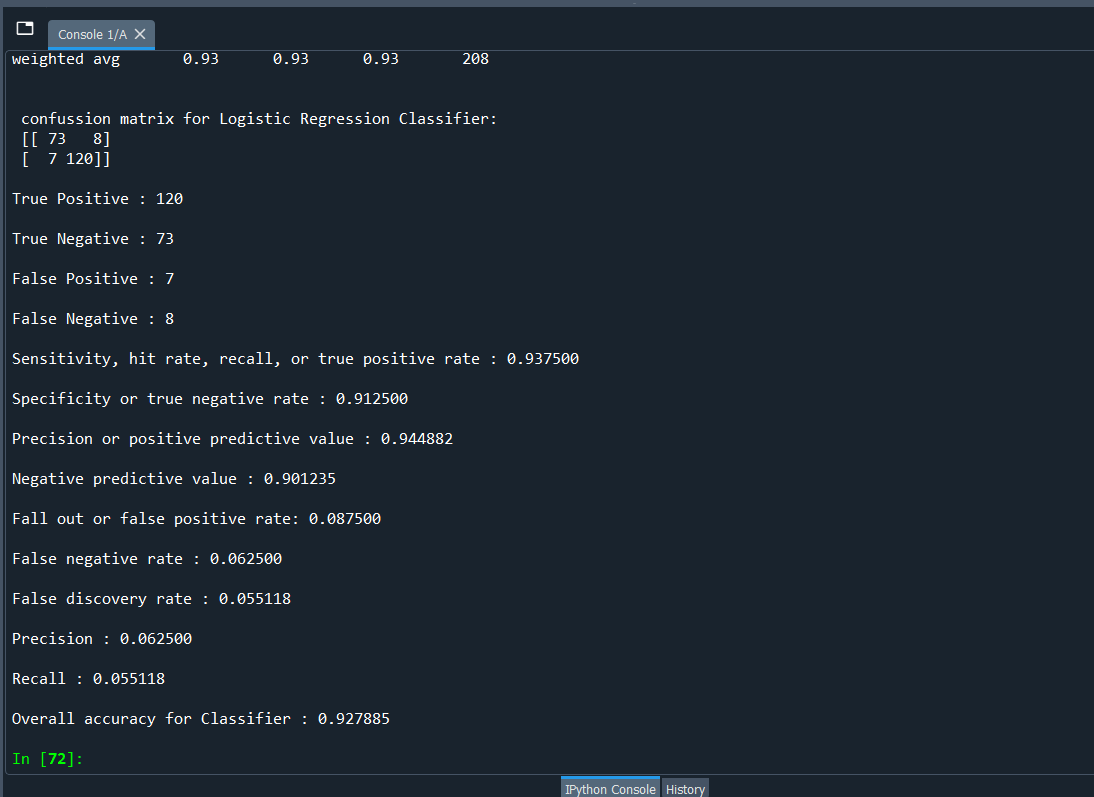 Console 1/A
weighted avg 0.93 0.93 0.93 208
confussion matrix for Logistic Regression Classifier:
[[ 73 8]
[ 7 120]]
True Positive : 120
True Negative : 73
False Positive : 7
False Negative : 8
Sensitivity, hit rate, recall, or true positive rate : 0.937500
Specificity or true negative rate : 0.912500
Precision or positive predictive value : 0.944882
Negative predictive value : 0.901235
Fall out or false positive rate: 0.087500
False negative rate : 0.062500
False discovery rate : 0.055118
Precision : 0.062500
Recall : 0.055118
Overall accuracy for Classifier : 0.927885
In [72]:
IPython Console History